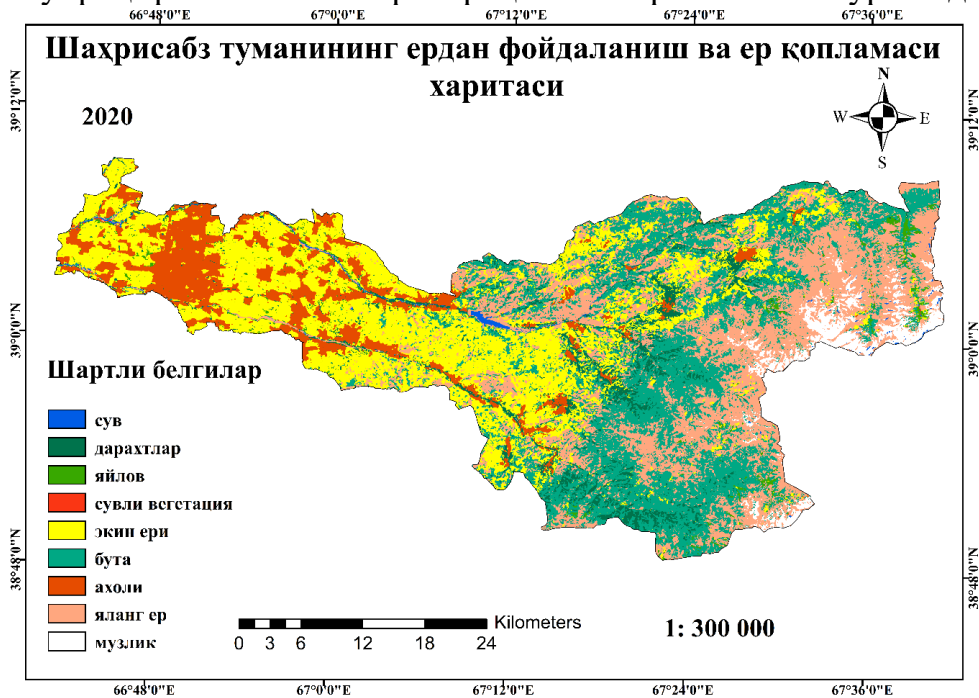 66°48'0"E 67°0'0"E 67°12'0"E 67°24'0"E 67°36'0"E
Шаҳрисабз туманининг ердан фойдаланиш ва ер қопламаси
харитаси
2020
N
W E
S
39°12'0"N 39°12'0"N
39°0'0"N 39°0'0"N
38°48'0"N 38°48'0"N
Шартли белгилар
сув
дарахтлар
яйлов
сувли вегетация
экин ери
бута
ахоли
яланг ер
музлик
Kilometers
0 3 6 12 18 24
1: 300 000
66°48'0"E 67°0'0"E 67°12'0"E 67°24'0"E 67°36'0"E